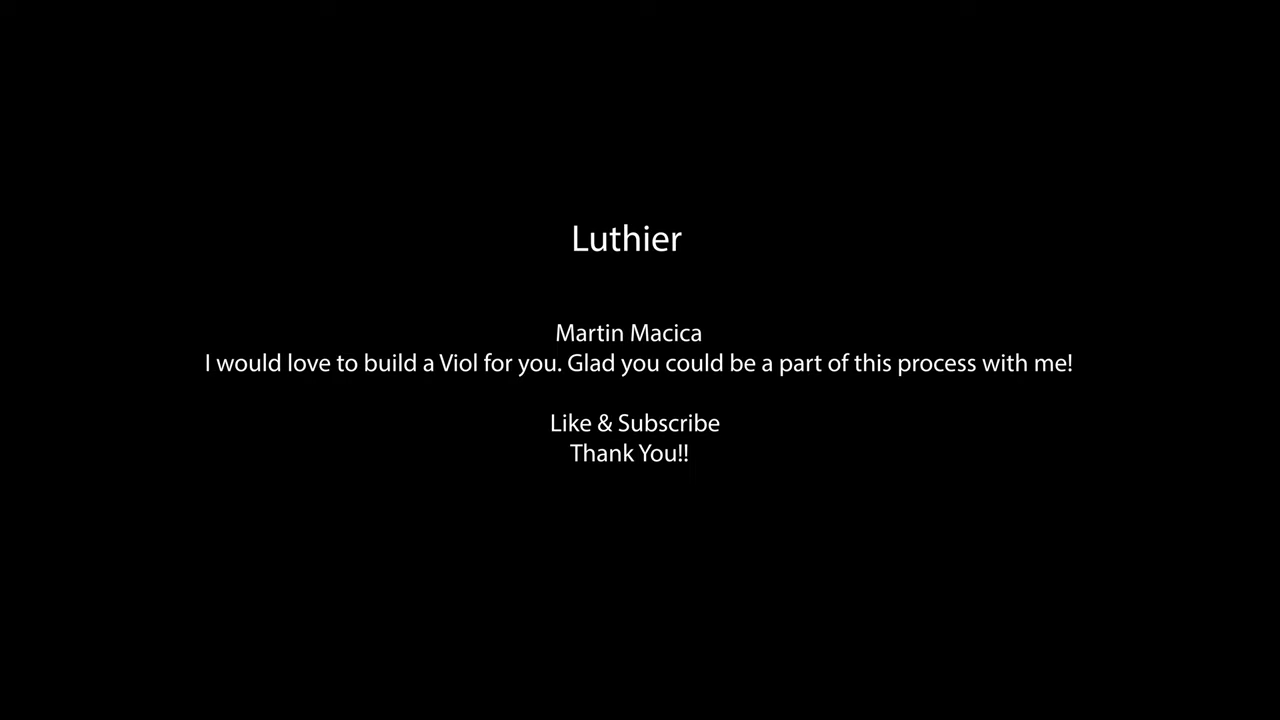 Luthier
Martin Macica
I would love to build a Viol for you. Glad you could be a part of this process with me!
Like & Subscribe
Thank You!!